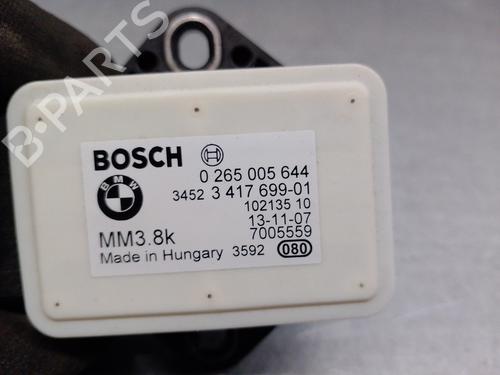 B-PARTS
BOSCH
0 265 005 644
BMW
3452 3 417 699-01
102135 10
13-11-07
MM3.8k 7005559
Made in Hungary 3592 080